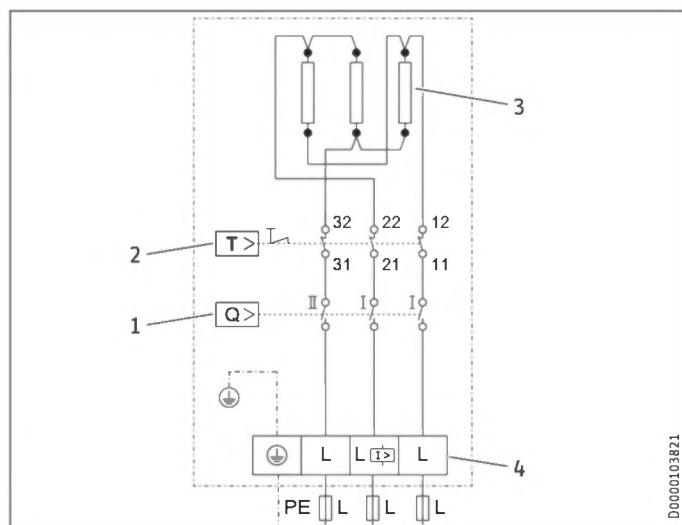 3
32 22 12
2 T>
31 21 11
II I I
1 Q>
L L I> L
4
PE L L L
D0000103821